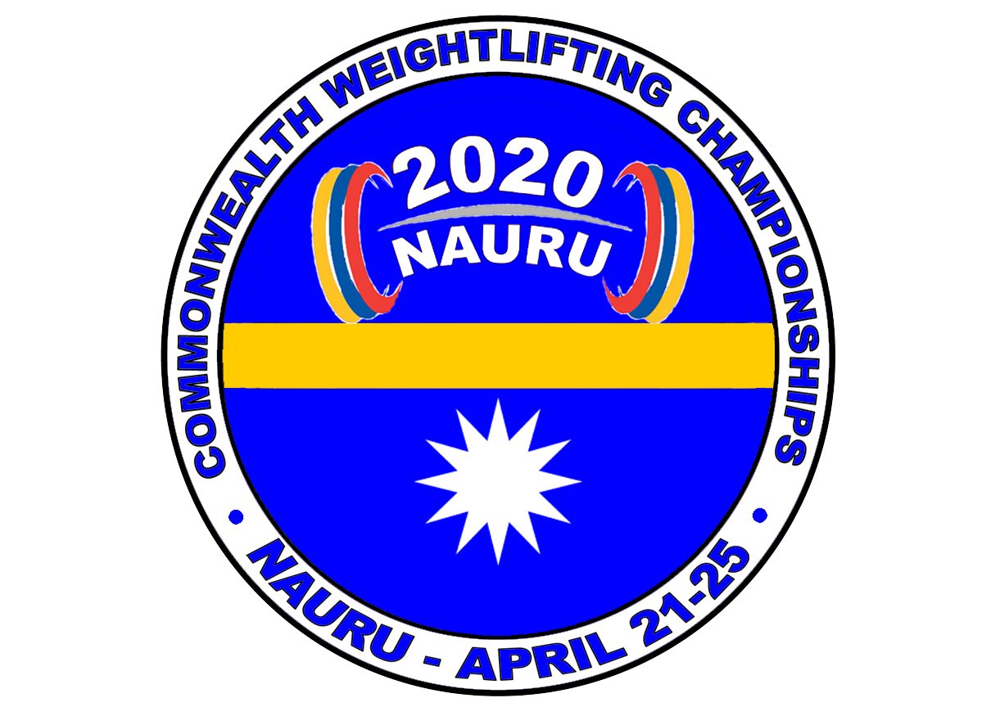 COMMONWEALTH WEIGHTLIFTING CHAMPIONSHIPS
2020
NAURU
• NAURU - APRIL 21-25 •